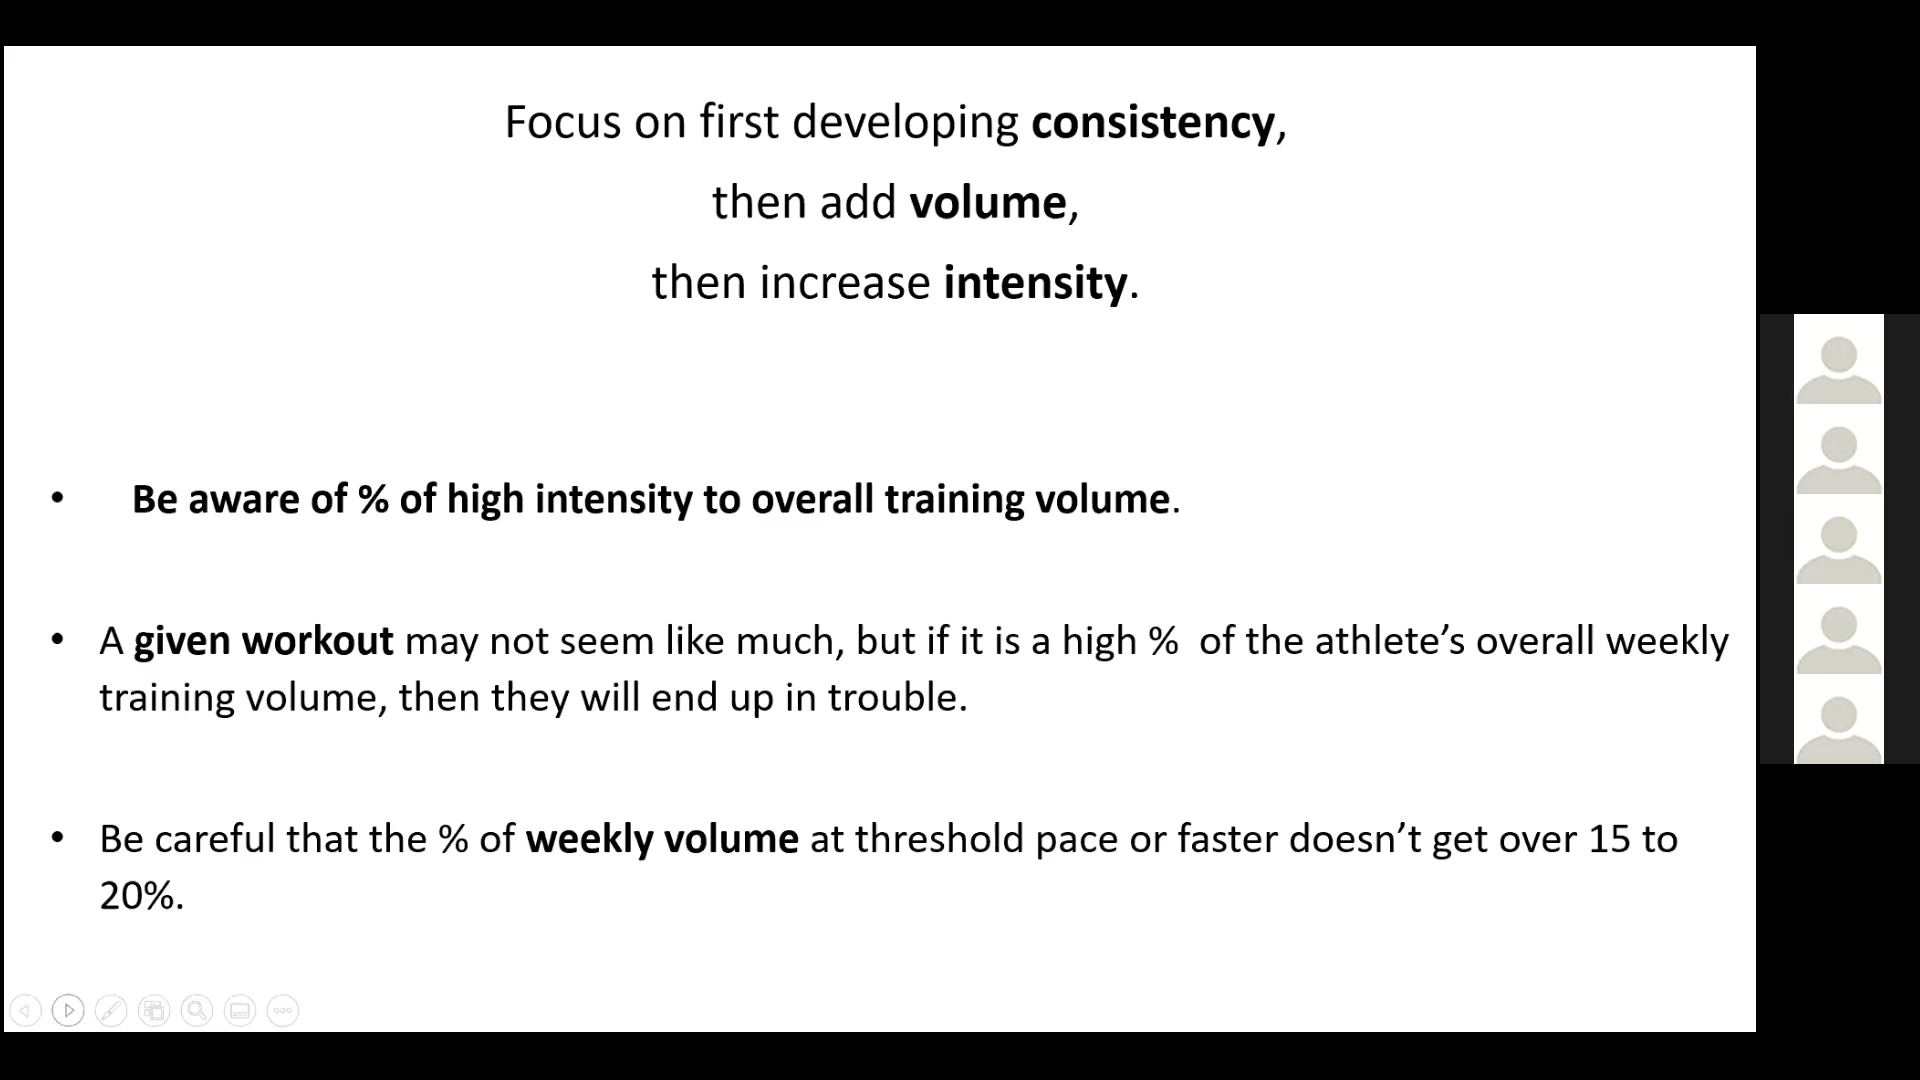 Focus on first developing consistency,
then add volume,
then increase intensity.
• Be aware of % of high intensity to overall training volume.
• A given workout may not seem like much, but if it is a high % of the athlete’s overall weekly
training volume, then they will end up in trouble.
• Be careful that the % of weekly volume at threshold pace or faster doesn’t get over 15 to
20%.